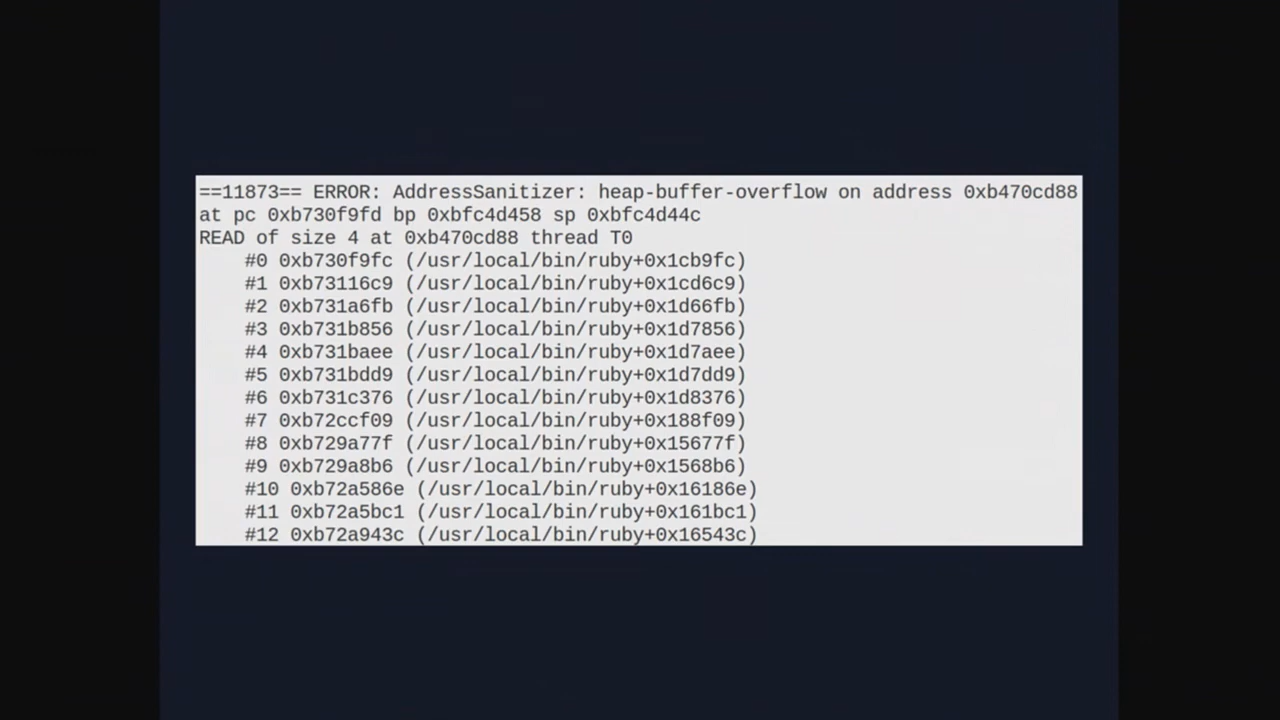 ==11873== ERROR: AddressSanitizer: heap-buffer-overflow on address 0xb470cd88
at pc 0xb730f9fd bp 0xbfc4d458 sp 0xbfc4d44c
READ of size 4 at 0xb470cd88 thread T0
#0 0xb730f9fc (/usr/local/bin/ruby+0x1cb9fc)
#1 0xb73116c9 (/usr/local/bin/ruby+0x1cd6c9)
#2 0xb731a6fb (/usr/local/bin/ruby+0x1d66fb)
#3 0xb731b856 (/usr/local/bin/ruby+0x1d7856)
#4 0xb731baee (/usr/local/bin/ruby+0x1d7aee)
#5 0xb731bdd9 (/usr/local/bin/ruby+0x1d7dd9)
#6 0xb731c376 (/usr/local/bin/ruby+0x1d8376)
#7 0xb72ccf09 (/usr/local/bin/ruby+0x188f09)
#8 0xb729a77f (/usr/local/bin/ruby+0x15677f)
#9 0xb729a8b6 (/usr/local/bin/ruby+0x1568b6)
#10 0xb72a586e (/usr/local/bin/ruby+0x16186e)
#11 0xb72a5bc1 (/usr/local/bin/ruby+0x161bc1)
#12 0xb72a943c (/usr/local/bin/ruby+0x16543c)